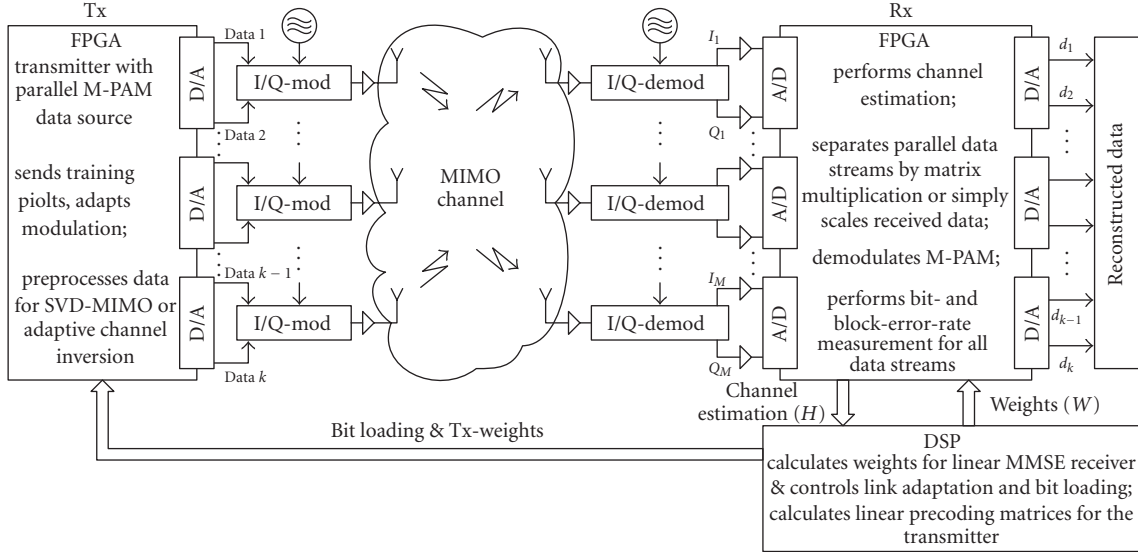 Tx
FPGA
transmitter with
parallel M-PAM
data source
sends training
piolts, adapts
modulation;
preprocesses data
for SVD-MIMO or
adaptive channel
inversion
D/A
D/A
D/A
Data 1
Data 2
Data k − 1
Data k
I/Q-mod
I/Q-mod
I/Q-mod
MIMO
channel
I/Q-demod
I/Q-demod
I/Q-demod
I1
Q1
IM
QM
A/D
A/D
A/D
Rx
FPGA
performs channel
estimation;
separates parallel data
streams by matrix
multiplication or simply
scales received data;
demodulates M-PAM;
performs bit- and
block-error-rate
measurement for all
data streams
D/A
D/A
D/A
d1
d2
dk−1
dk
Reconstructed data
Channel
estimation (H)
Weights (W)
Bit loading & Tx-weights
DSP
calculates weights for linear MMSE receiver
& controls link adaptation and bit loading;
calculates linear precoding matrices for the
transmitter